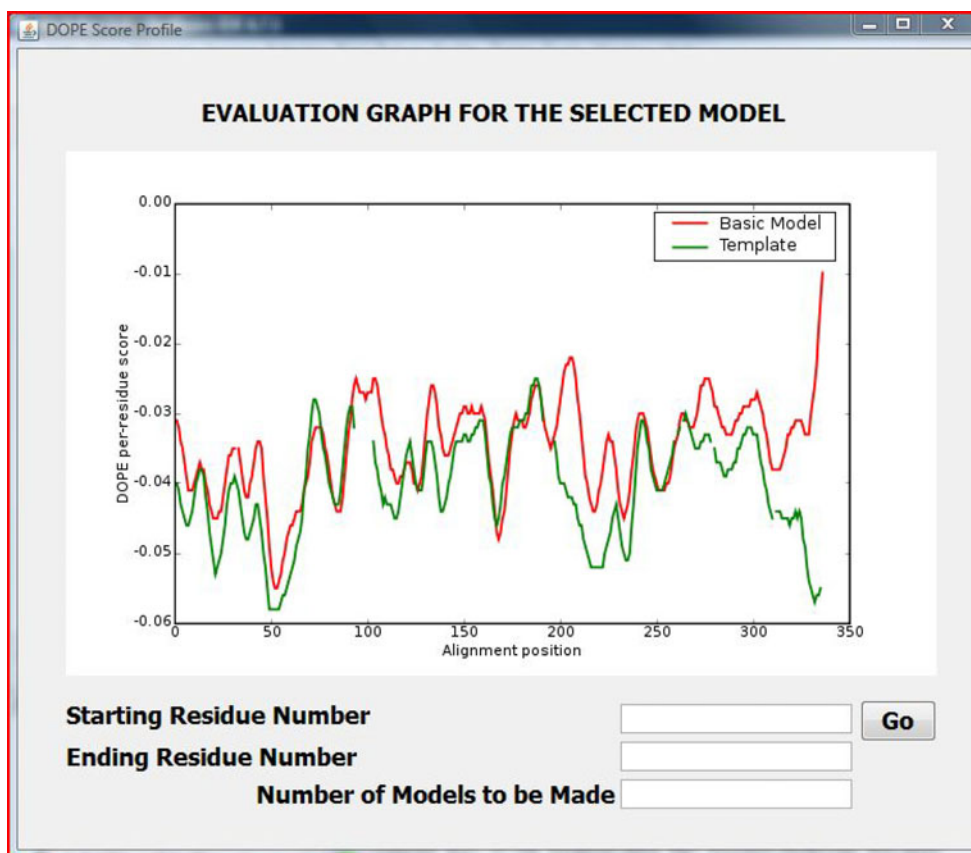 DOPE Score Profile
EVALUATION GRAPH FOR THE SELECTED MODEL
0.00
-0.01
-0.02
-0.03
-0.04
-0.05
-0.06
DOPE per-residue score
Basic Model
Template
0 50 100 150 200 250 300 350
Alignment position
Starting Residue Number
Go
Ending Residue Number
Number of Models to be Made